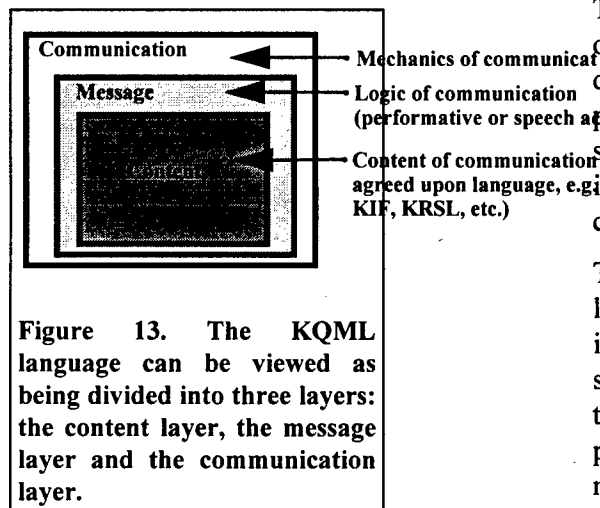 Communication
Mechanics of communicat
Message
Logic of communication
(performative or speech a
Content
Content of communication
agreed upon language, e.g.
KIF, KRSL, etc.)
Figure 13. The KQML
language can be viewed as
being divided into three layers:
the content layer, the message
layer and the communication
layer.